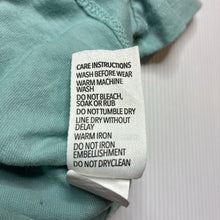 CARE INSTRUCTIONS
WASH BEFORE WEAR
WARM MACHINE
WASH
DO NOT BLEACH,
SOAK OR RUB
DO NOT TUMBLE DRY
LINE DRY WITHOUT
DELAY
WARM IRON
DO NOT IRON
EMBELLISHMENT
DO NOT DRYCLEAN